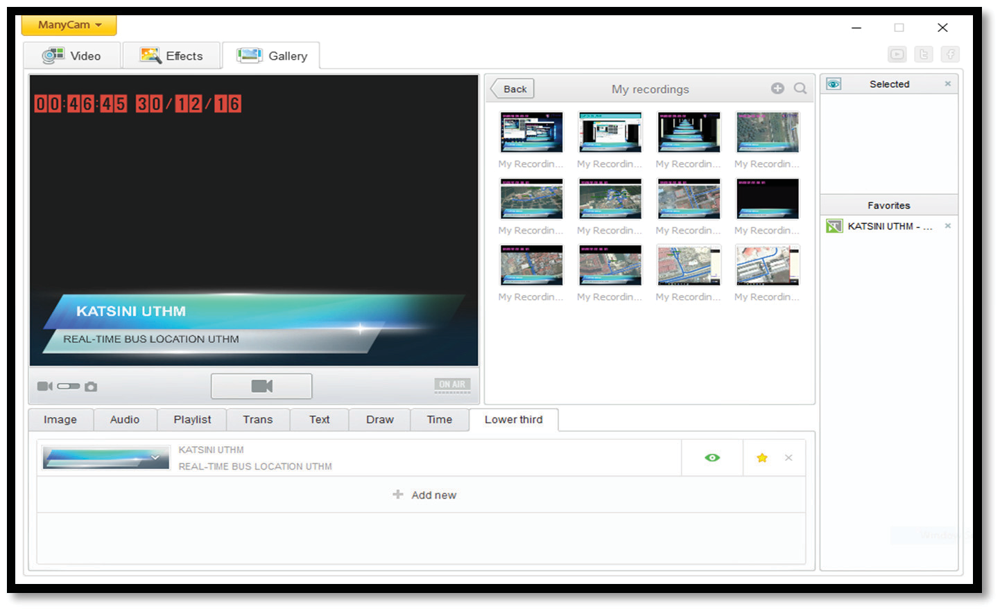 ManyCam
Video
Effects
Gallery
00:46:45 30/12/16
KATSINI UTHM
REAL-TIME BUS LOCATION UTHM
ON AIR
Back
My recordings
My Recordin...
My Recordin...
My Recordin...
My Recordin...
My Recordin...
My Recordin...
My Recordin...
My Recordin...
My Recordin...
My Recordin...
My Recordin...
My Recordin...
Selected
Favorites
KATSINI UTHM - ...
Image
Audio
Playlist
Trans
Text
Draw
Time
Lower third
KATSINI UTHM
REAL-TIME BUS LOCATION UTHM
Add new